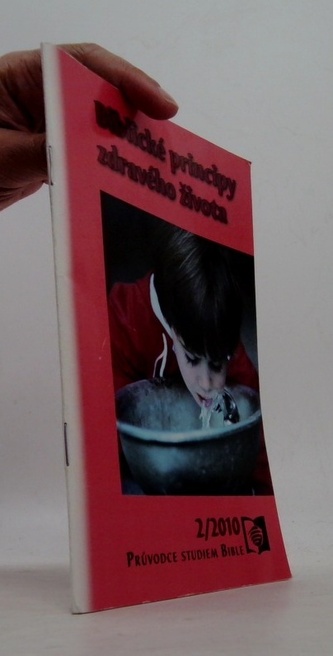 Biblické principy
zdravého života
2/2010
Průvodce studiem Bible